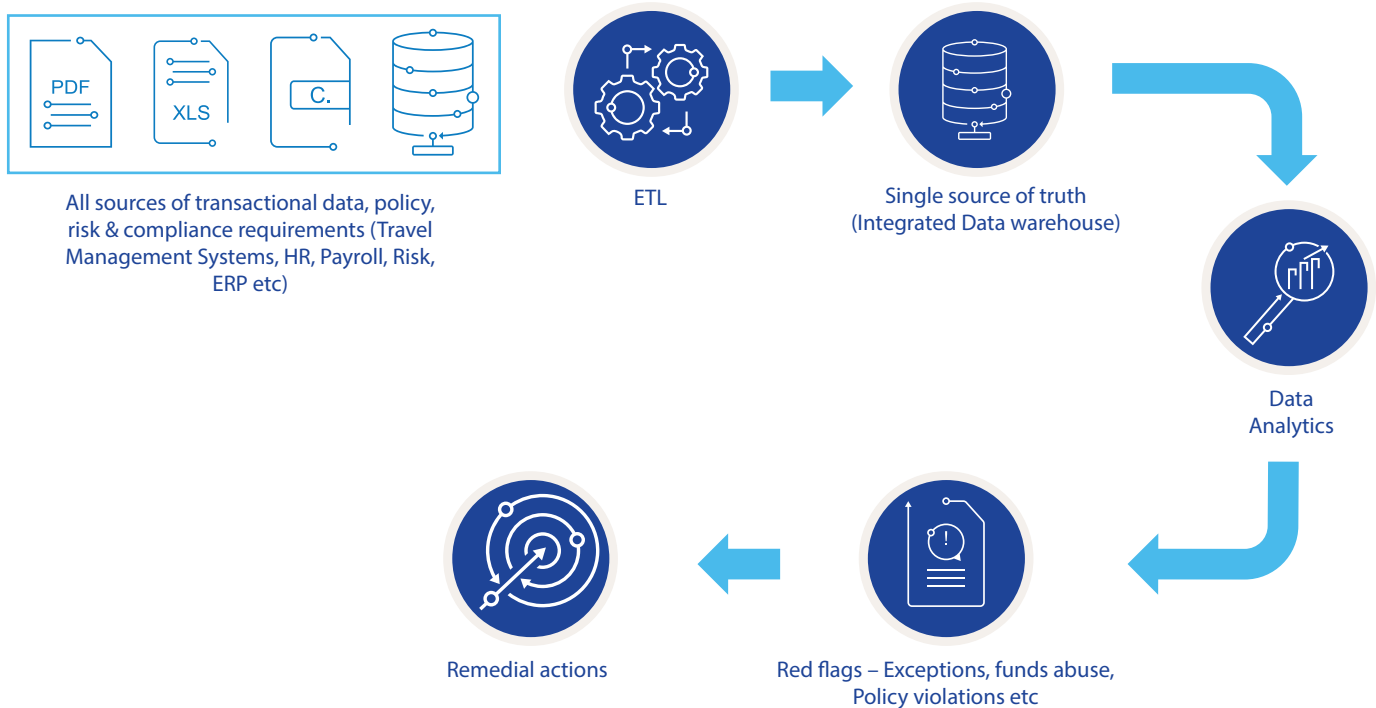 PDF
XLS
C.
All sources of transactional data, policy,
risk & compliance requirements (Travel
Management Systems, HR, Payroll, Risk,
ERP etc)
ETL
Single source of truth
(Integrated Data warehouse)
Data
Analytics
!
Red flags – Exceptions, funds abuse,
Policy violations etc
Remedial actions